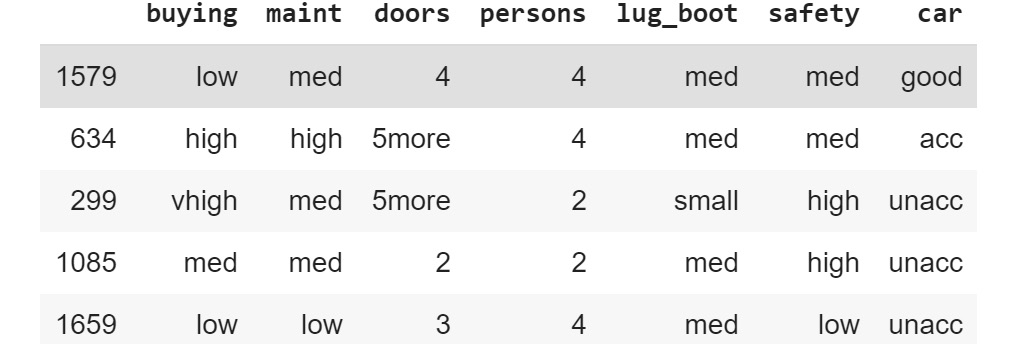 buying maint doors persons lug_boot safety car
1579 low med 4 4 med med good
634 high high 5more 4 med med acc
299 vhigh med 5more 2 small high unacc
1085 med med 2 2 med high unacc
1659 low low 3 4 med low unacc